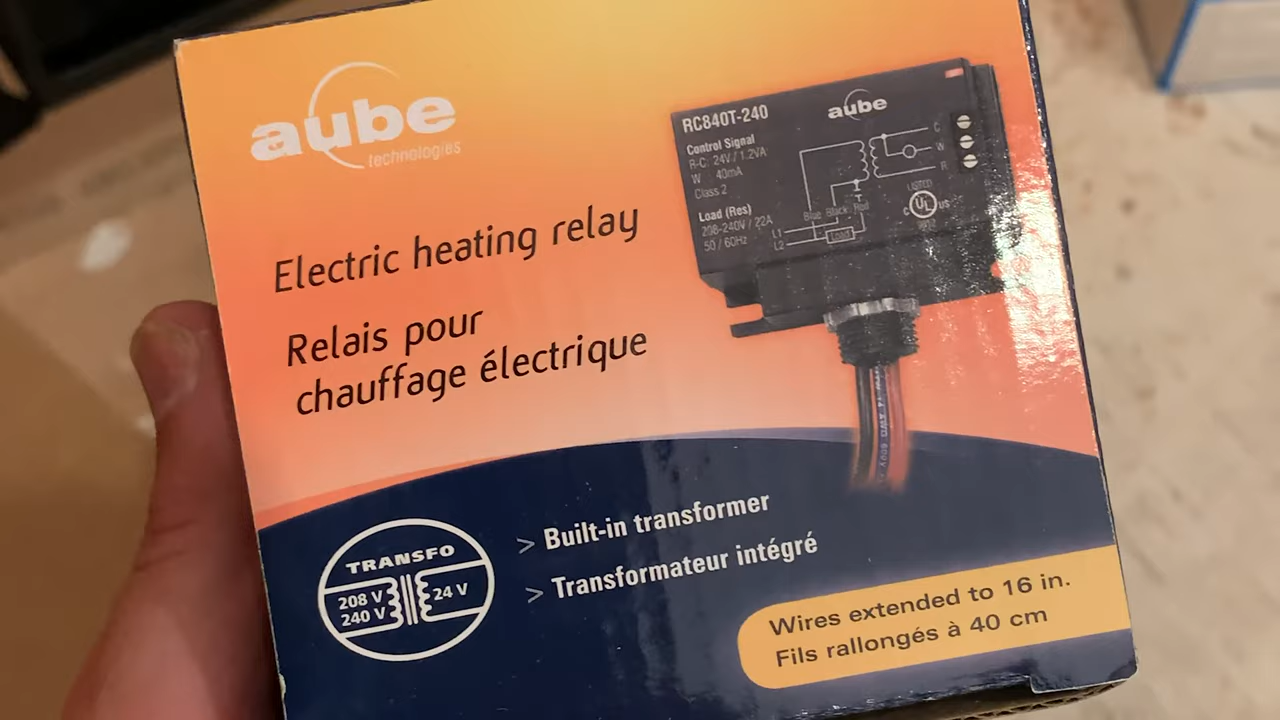 aube
technologies
Electric heating relay
Relais pour
chauffage électrique
RC840T-240
aube
Control Signal
R-C 24V / 1.2VA
W 40mA
Class 2
Load (Res)
208-240V / 22A
50 / 60Hz
C
W
R
Blue Black Red
L1
L2
Load
LISTED
C UL US
TRANSFO
208 V
240 V
24 V
> Built-in transformer
> Transformateur intégré
Wires extended to 16 in.
Fils rallongés à 40 cm